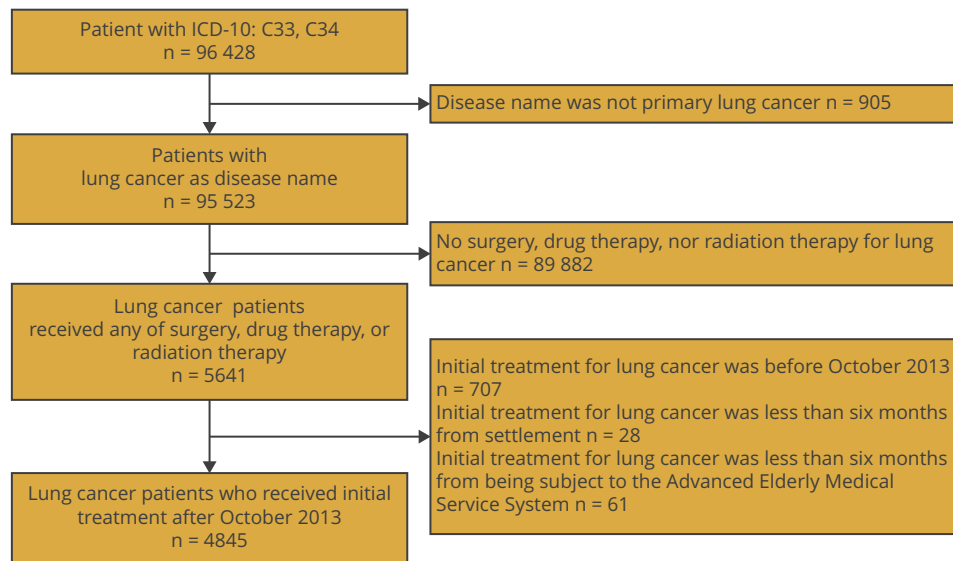 Patient with ICD-10: C33, C34
n = 96 428
Disease name was not primary lung cancer n = 905
Patients with
lung cancer as disease name
n = 95 523
No surgery, drug therapy, nor radiation therapy for lung
cancer n = 89 882
Lung cancer patients
received any of surgery, drug therapy, or
radiation therapy
n = 5641
Initial treatment for lung cancer was before October 2013
n = 707
Initial treatment for lung cancer was less than six months
from settlement n = 28
Initial treatment for lung cancer was less than six months
from being subject to the Advanced Elderly Medical
Service System n = 61
Lung cancer patients who received initial
treatment after October 2013
n = 4845